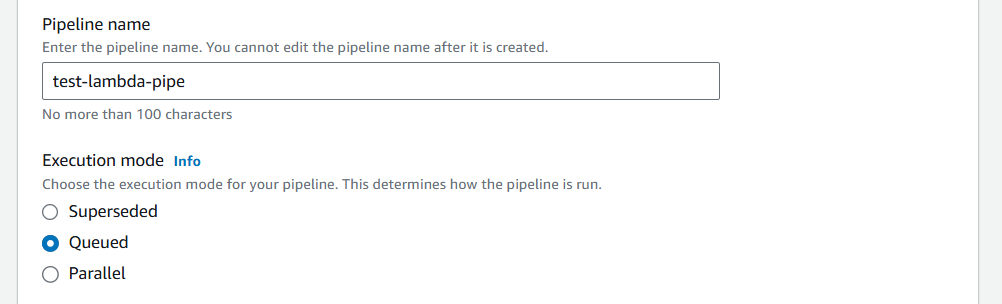 Pipeline name
Enter the pipeline name. You cannot edit the pipeline name after it is created.
test-lambda-pipe
No more than 100 characters
Execution mode Info
Choose the execution mode for your pipeline. This determines how the pipeline is run.
Superseded
Queued
Parallel